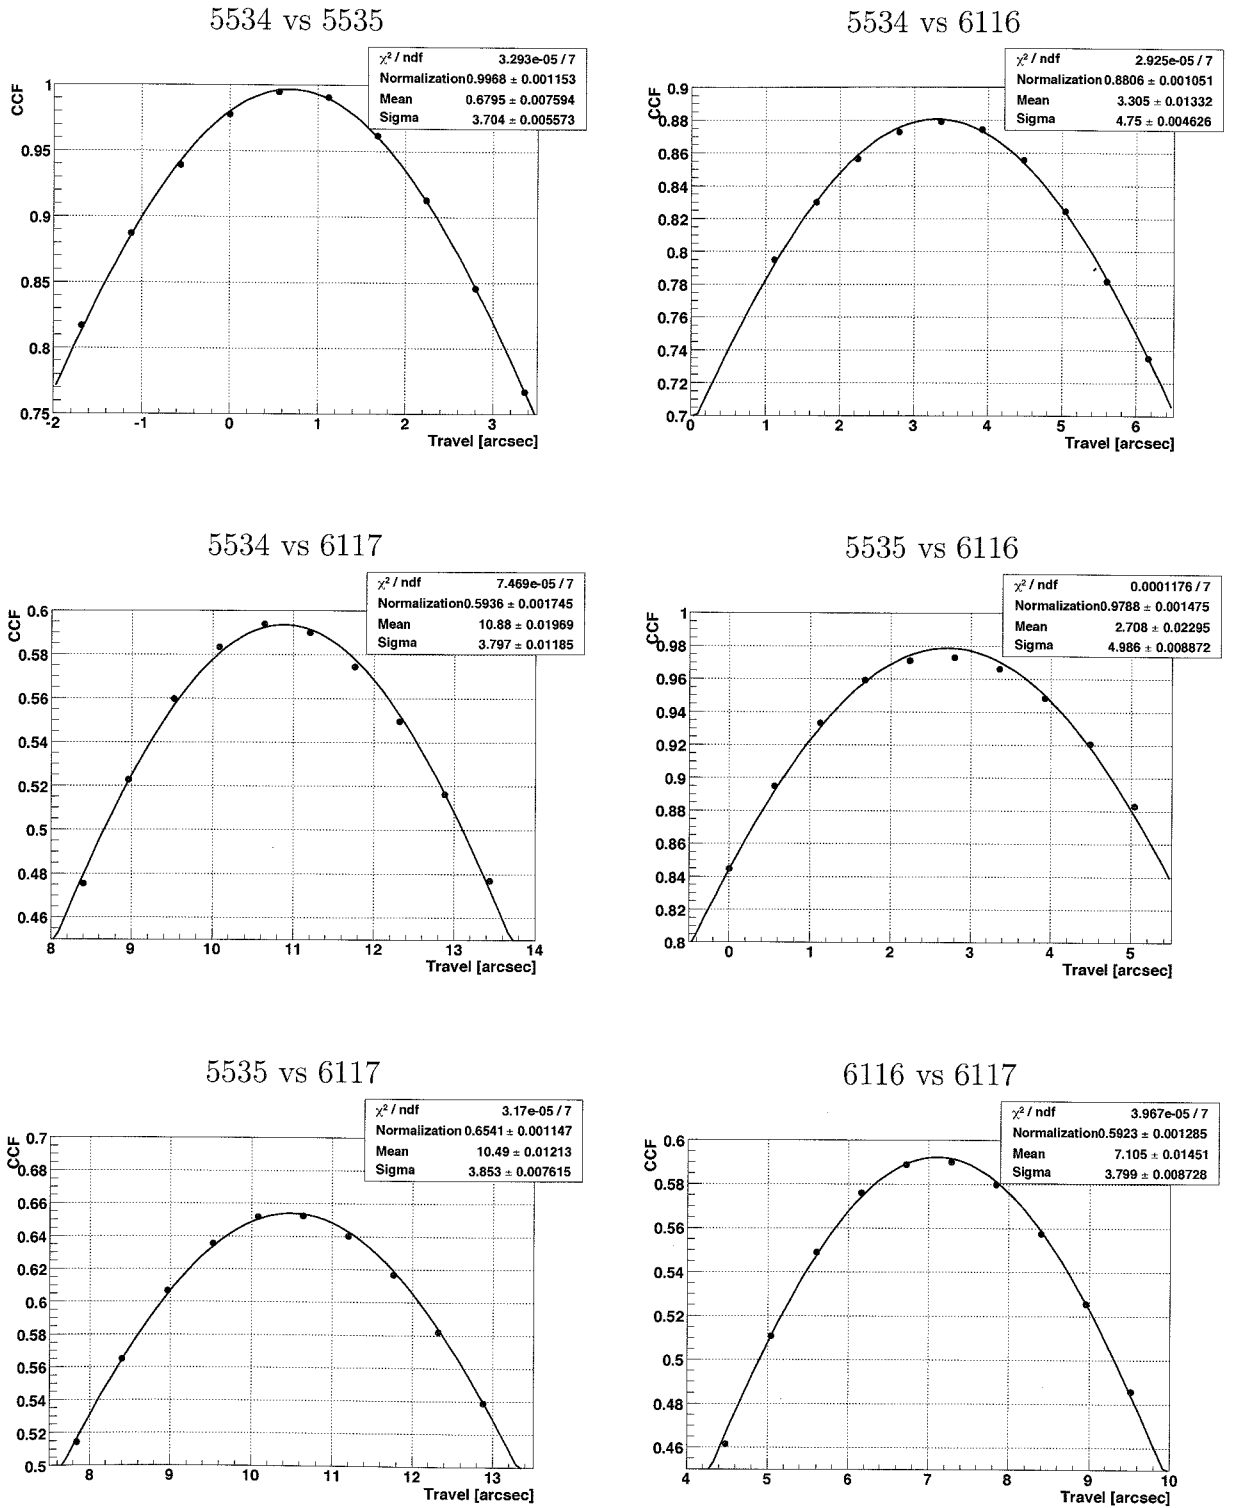 5534 vs 5535
χ² / ndf 3.293e-05 / 7
Normalization 0.9968 ± 0.001153
Mean 0.6795 ± 0.007594
Sigma 3.704 ± 0.005573
CCF
1
0.95
0.9
0.85
0.8
0.75
-2 -1 0 1 2 3
Travel [arcsec]
5534 vs 6116
χ² / ndf 2.925e-05 / 7
Normalization 0.8806 ± 0.001051
Mean 3.305 ± 0.01332
Sigma 4.75 ± 0.004626
CCF
0.9
0.88
0.86
0.84
0.82
0.8
0.78
0.76
0.74
0.72
0.7
0 1 2 3 4 5 6
Travel [arcsec]
5534 vs 6117
χ² / ndf 7.469e-05 / 7
Normalization 0.5936 ± 0.001745
Mean 10.88 ± 0.01969
Sigma 3.797 ± 0.01185
CCF
0.6
0.58
0.56
0.54
0.52
0.5
0.48
0.46
8 9 10 11 12 13 14
Travel [arcsec]
5535 vs 6116
χ² / ndf 0.0001176 / 7
Normalization 0.9788 ± 0.001475
Mean 2.708 ± 0.02295
Sigma 4.986 ± 0.008872
CCF
1
0.98
0.96
0.94
0.92
0.9
0.88
0.86
0.84
0.82
0.8
0 1 2 3 4 5
Travel [arcsec]
5535 vs 6117
χ² / ndf 3.17e-05 / 7
Normalization 0.6541 ± 0.001147
Mean 10.49 ± 0.01213
Sigma 3.853 ± 0.007615
CCF
0.7
0.68
0.66
0.64
0.62
0.6
0.58
0.56
0.54
0.52
0.5
8 9 10 11 12 13
Travel [arcsec]
6116 vs 6117
χ² / ndf 3.967e-05 / 7
Normalization 0.5923 ± 0.001285
Mean 7.105 ± 0.01451
Sigma 3.799 ± 0.008728
CCF
0.6
0.58
0.56
0.54
0.52
0.5
0.48
0.46
4 5 6 7 8 9 10
Travel [arcsec]